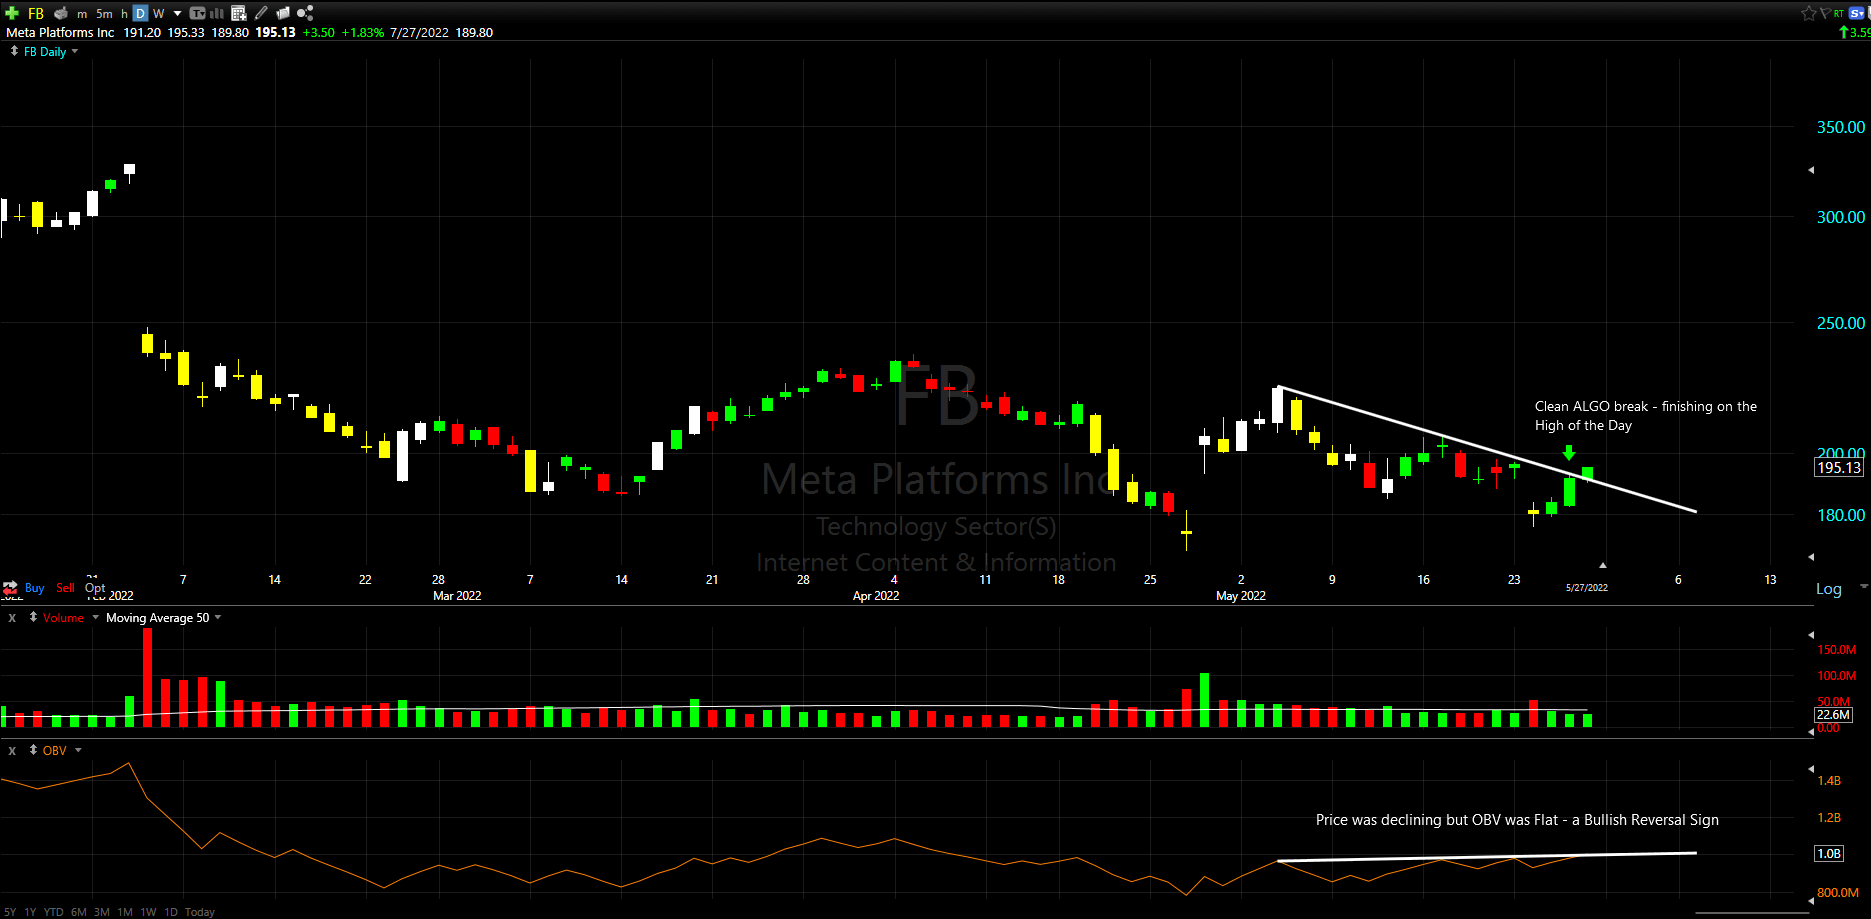 FB m 5m h D W T RT S
Meta Platforms Inc 191.20 195.33 189.80 195.13 +3.50 +1.83% 7/27/2022 189.80
3.59
FB Daily
350.00
300.00
250.00
Clean ALGO break - finishing on the
High of the Day
200.00
195.13
180.00
FB
Meta Platforms Inc
Technology Sector(S)
Internet Content & Information
31 7 14 22 28 7 14 21 28 4 11 18 25 2 9 16 23 6 13
Buy Sell Opt
2022 Feb 2022 Mar 2022 Apr 2022 May 2022 5/27/2022
Log
X Volume Moving Average 50
150.0M
100.0M
50.0M
22.6M
0.00
X OBV
1.4B
Price was declining but OBV was Flat - a Bullish Reversal Sign
1.2B
1.0B
800.0M
5Y 1Y YTD 6M 3M 1M 1W 1D Today